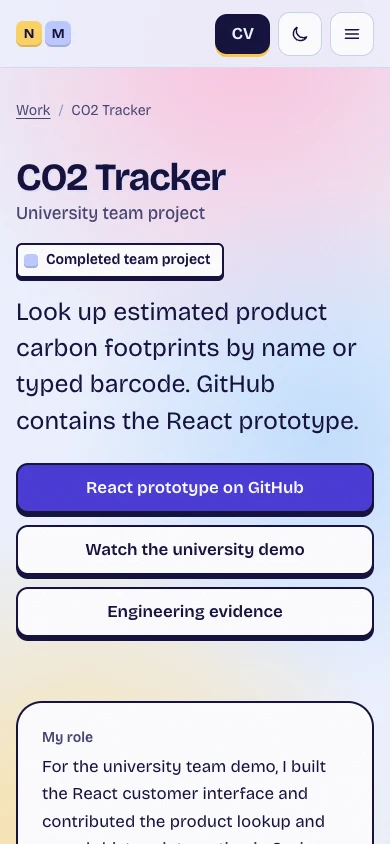 N M
CV
Work / CO2 Tracker
CO2 Tracker
University team project
Completed team project
Look up estimated product
carbon footprints by name or
typed barcode. GitHub
contains the React prototype.
React prototype on GitHub
Watch the university demo
Engineering evidence
My role
For the university team demo, I built
the React customer interface and
contributed the product lookup and